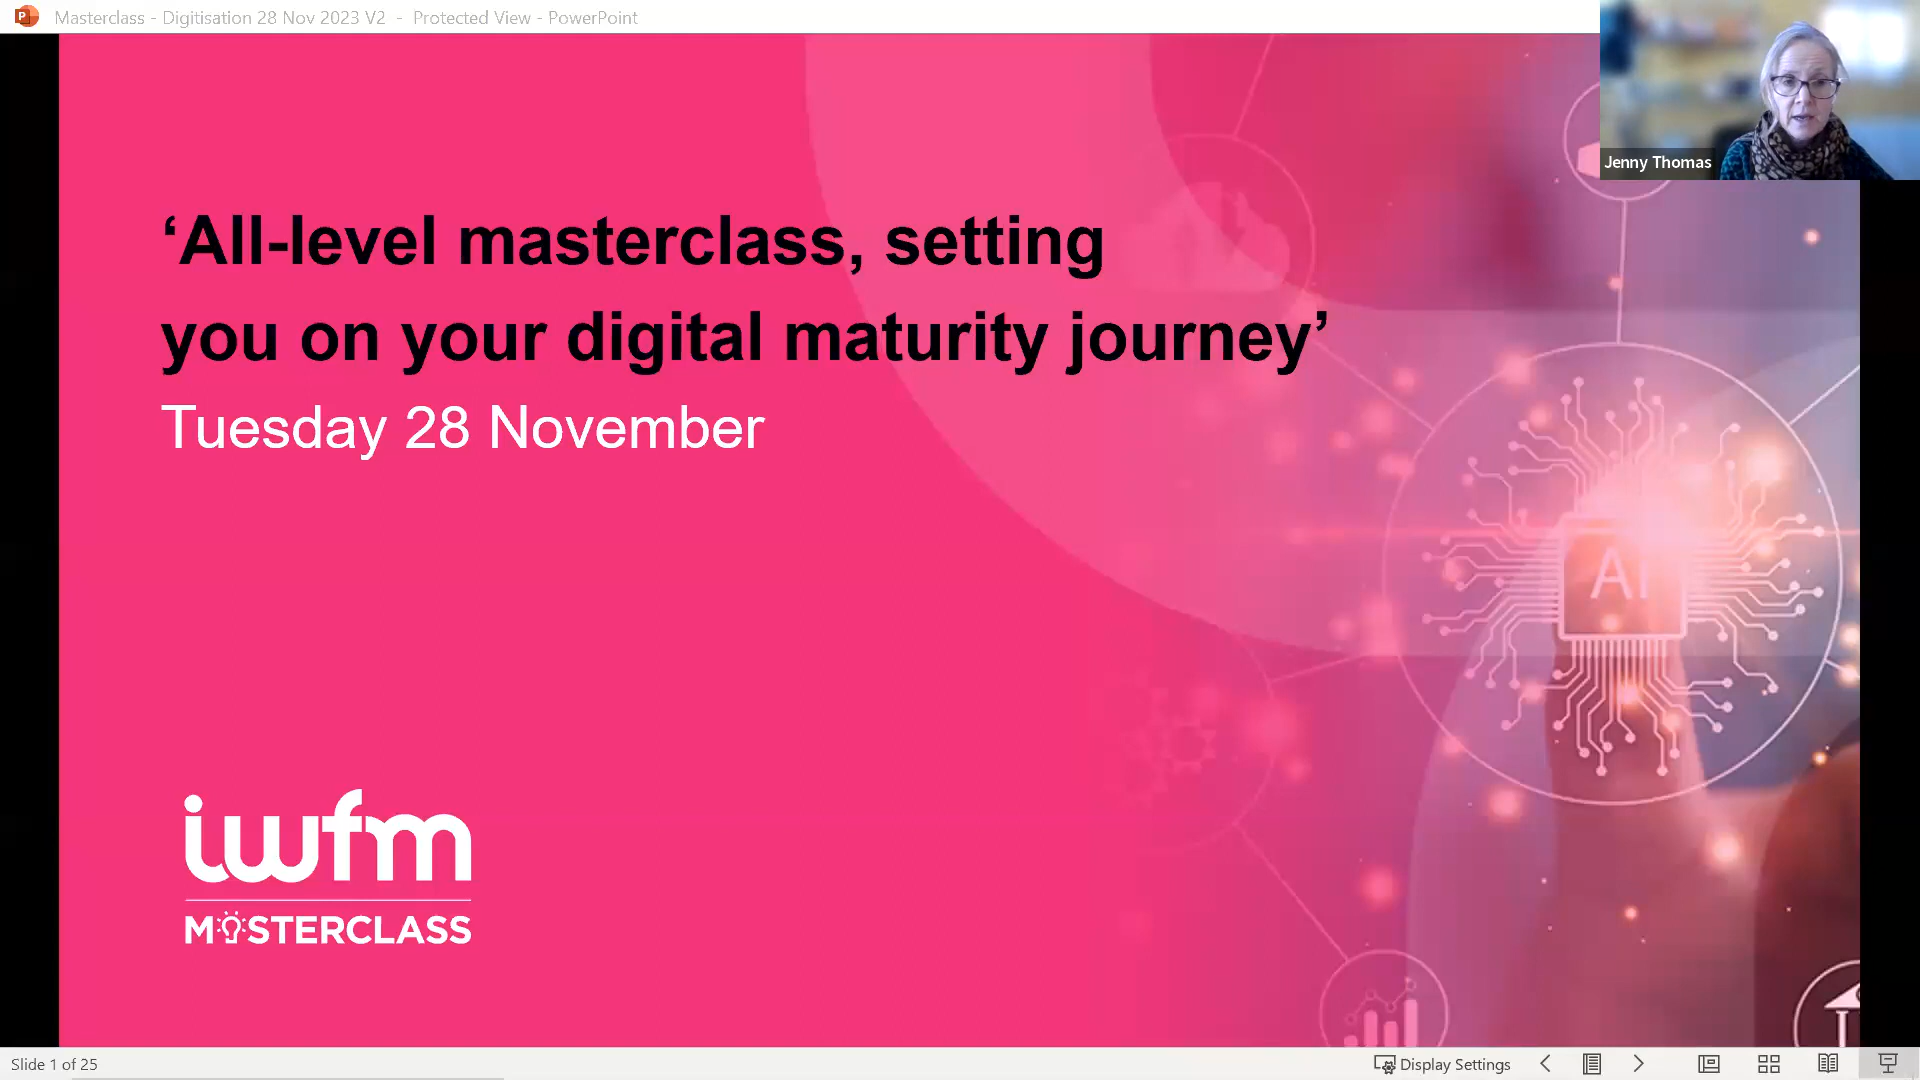 Masterclass - Digitisation 28 Nov 2023 V2 - Protected View - PowerPoint
Jenny Thomas
‘All-level masterclass, setting
you on your digital maturity journey’
Tuesday 28 November
AI
iwfm
MASTERCLASS
Slide 1 of 25
Display Settings